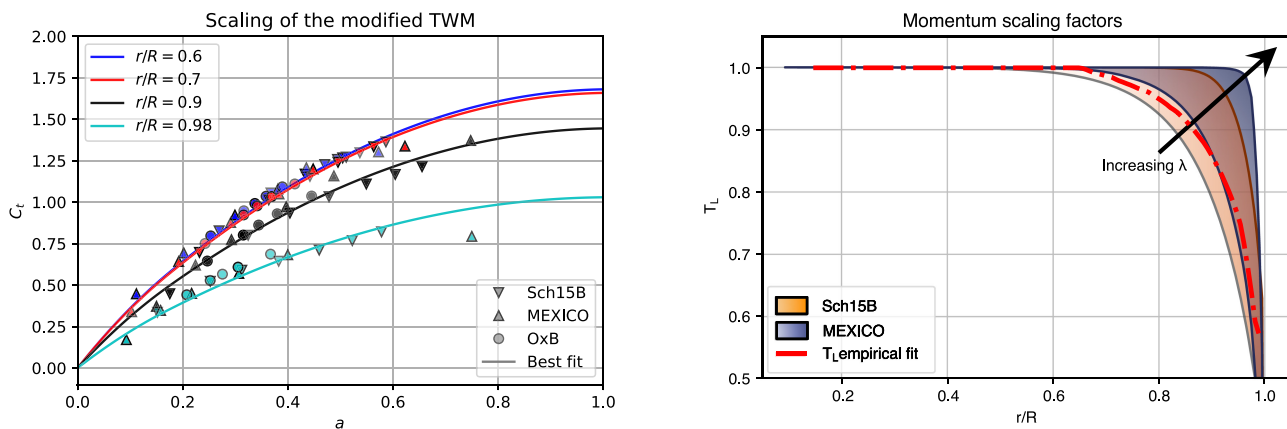 Scaling of the modified TWM
2.00
1.75
1.50
1.25
1.00
0.75
0.50
0.25
0.00
C_t
r/R = 0.6
r/R = 0.7
r/R = 0.9
r/R = 0.98
Sch15B
MEXICO
OxB
Best fit
0.0 0.2 0.4 0.6 0.8 1.0
a
Momentum scaling factors
1.0
0.9
0.8
0.7
0.6
0.5
T_L
Increasing λ
Sch15B
MEXICO
T_L empirical fit
0.2 0.4 0.6 0.8 1.0
r/R